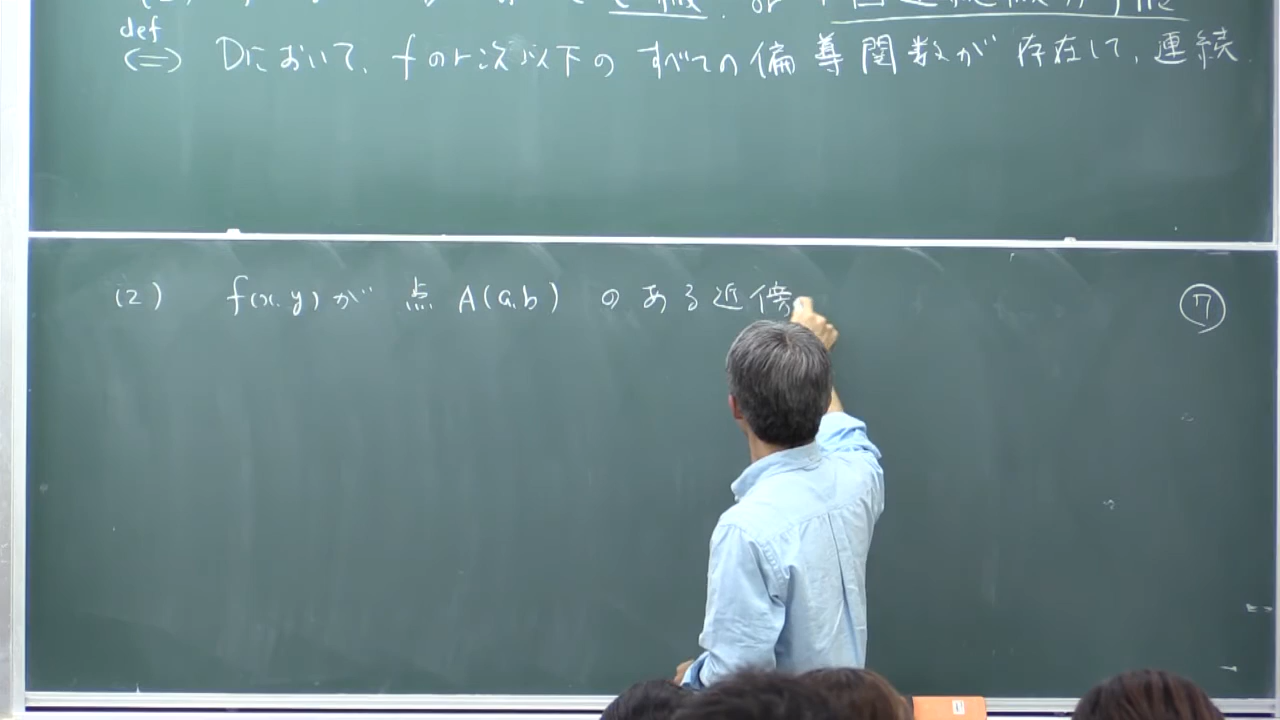 def
(⇔) Dにおいて、fのr次以下のすべての偏導関数が存在して、連続.
(2) f(x,y)が 点 A(a,b) のある近傍
⑦